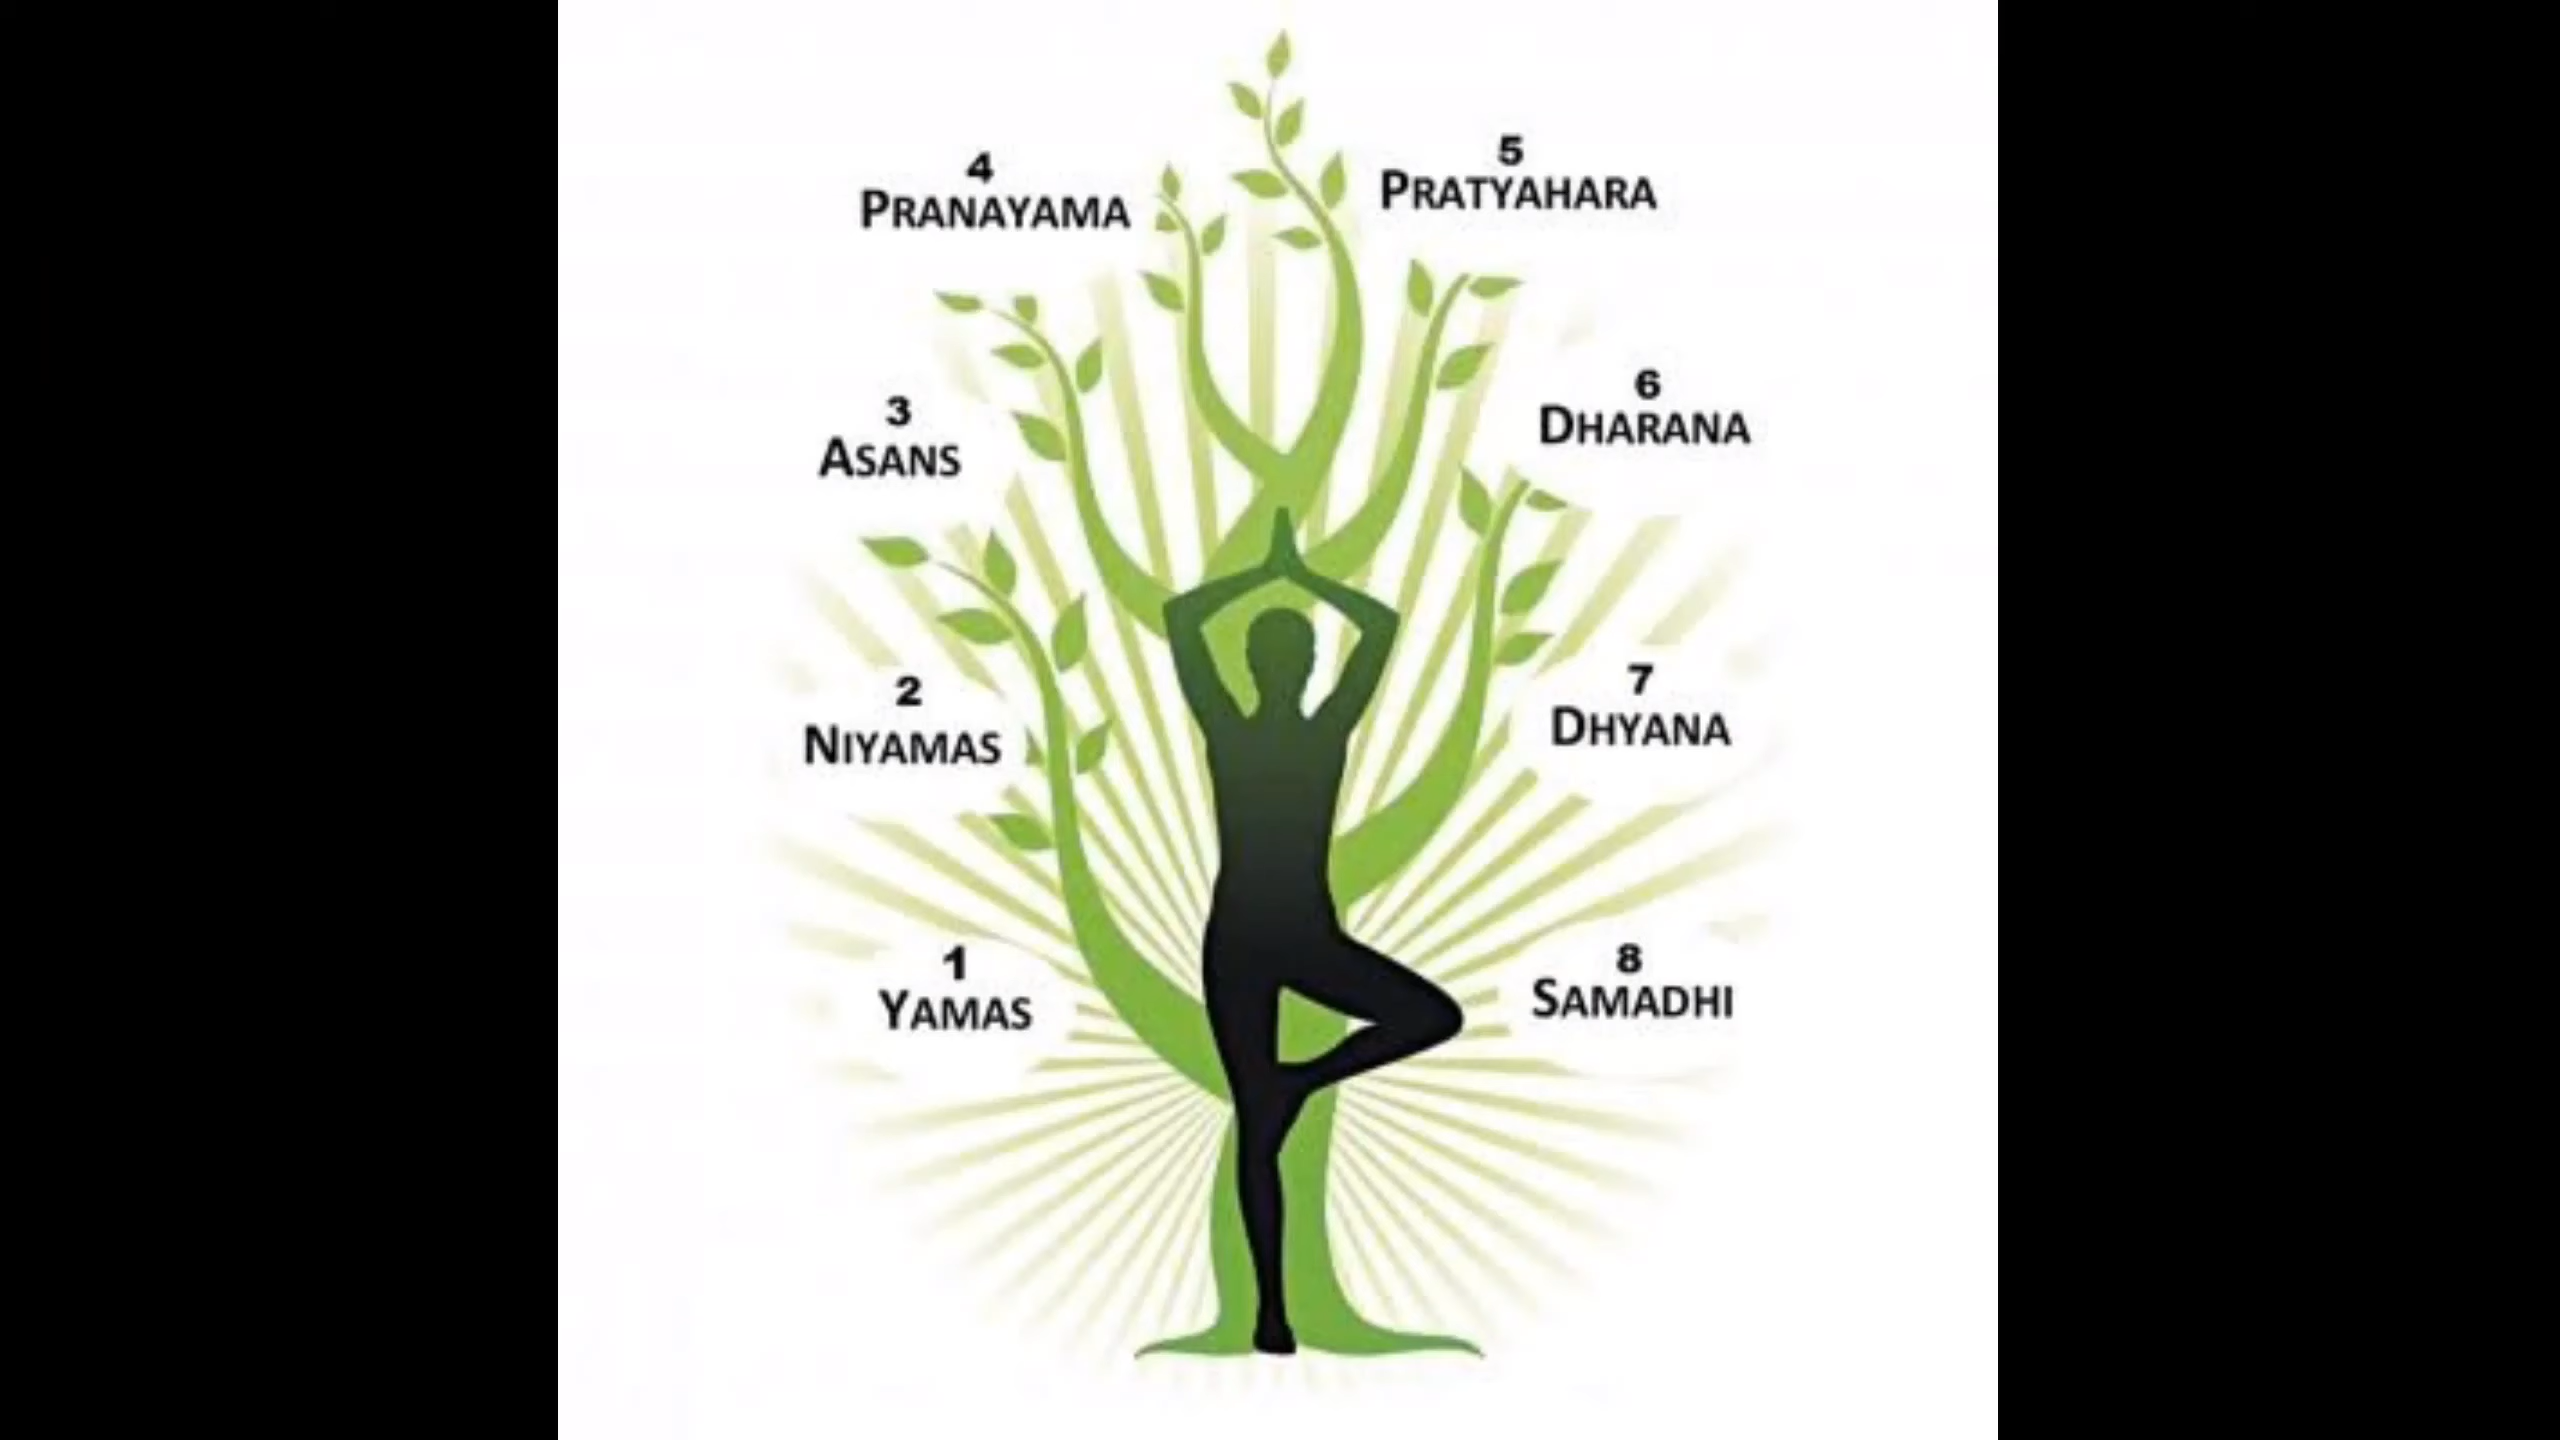 4
PRANAYAMA
5
PRATYAHARA
3
ASANS
6
DHARANA
2
NIYAMAS
7
DHYANA
1
YAMAS
8
SAMADHI